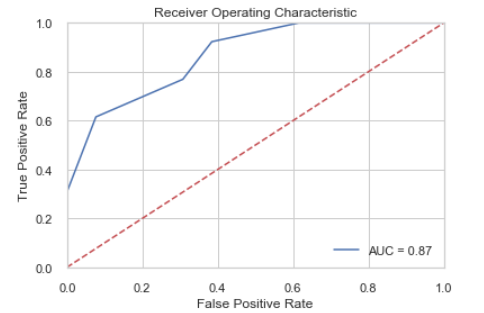 Receiver Operating Characteristic
1.0
0.8
0.6
0.4
0.2
0.0
True Positive Rate
AUC = 0.87
0.0 0.2 0.4 0.6 0.8 1.0
False Positive Rate